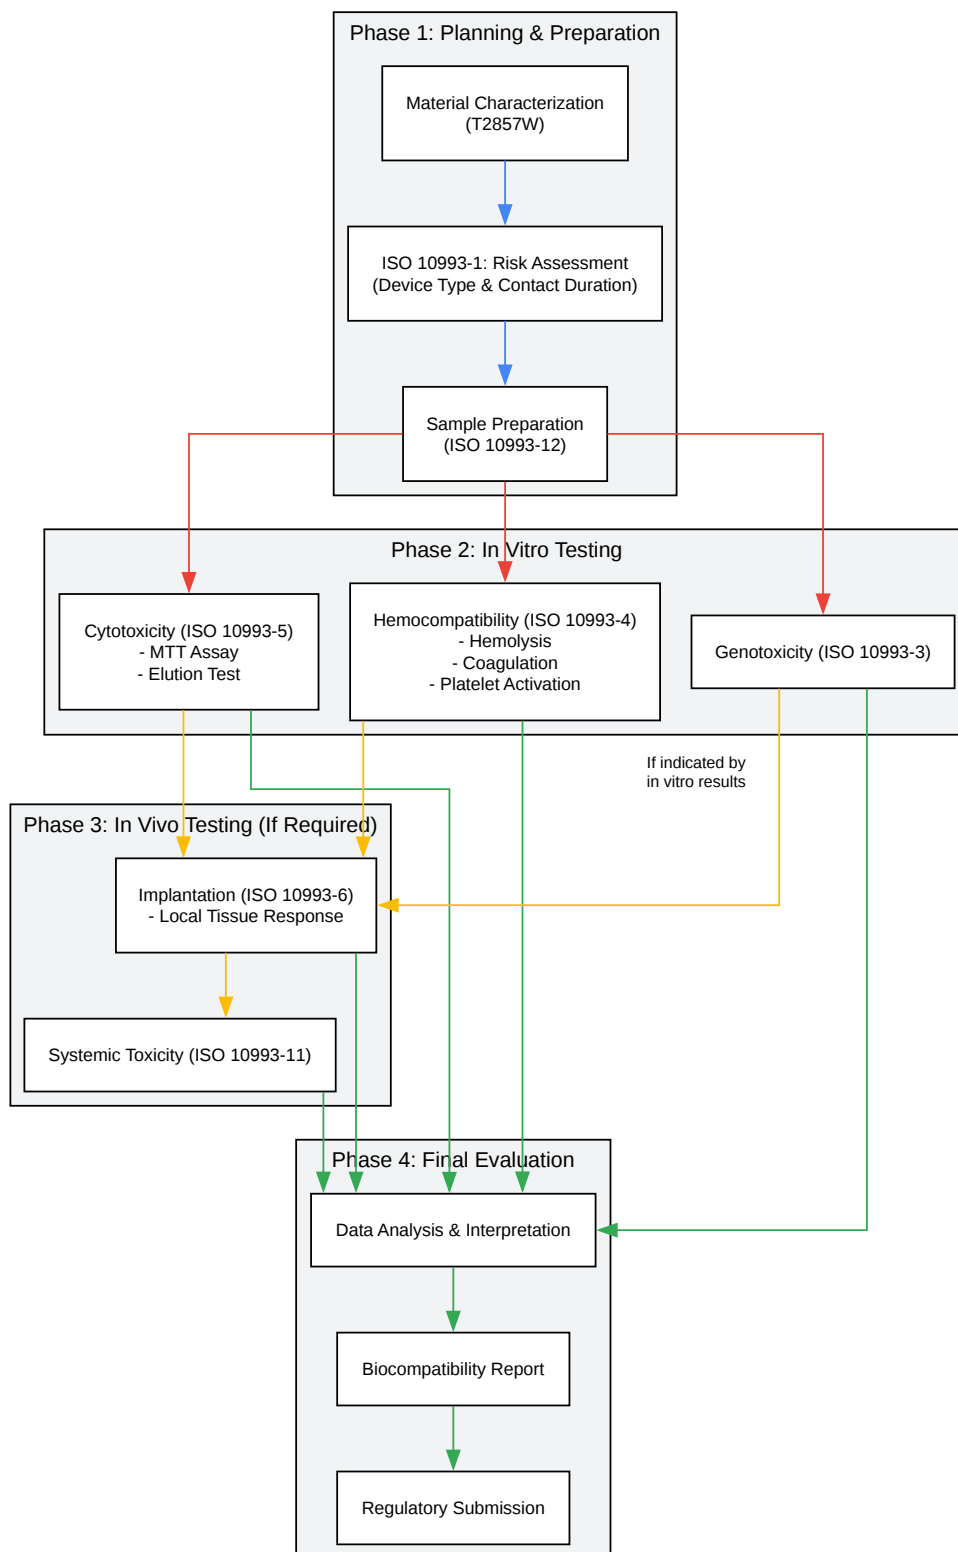 Phase 1: Planning & Preparation
Material Characterization
(T2857W)
ISO 10993-1: Risk Assessment
(Device Type & Contact Duration)
Sample Preparation
(ISO 10993-12)
Phase 2: In Vitro Testing
Cytotoxicity (ISO 10993-5)
- MTT Assay
- Elution Test
Hemocompatibility (ISO 10993-4)
- Hemolysis
- Coagulation
- Platelet Activation
Genotoxicity (ISO 10993-3)
If indicated by
in vitro results
Phase 3: In Vivo Testing (If Required)
Implantation (ISO 10993-6)
- Local Tissue Response
Systemic Toxicity (ISO 10993-11)
Phase 4: Final Evaluation
Data Analysis & Interpretation
Biocompatibility Report
Regulatory Submission